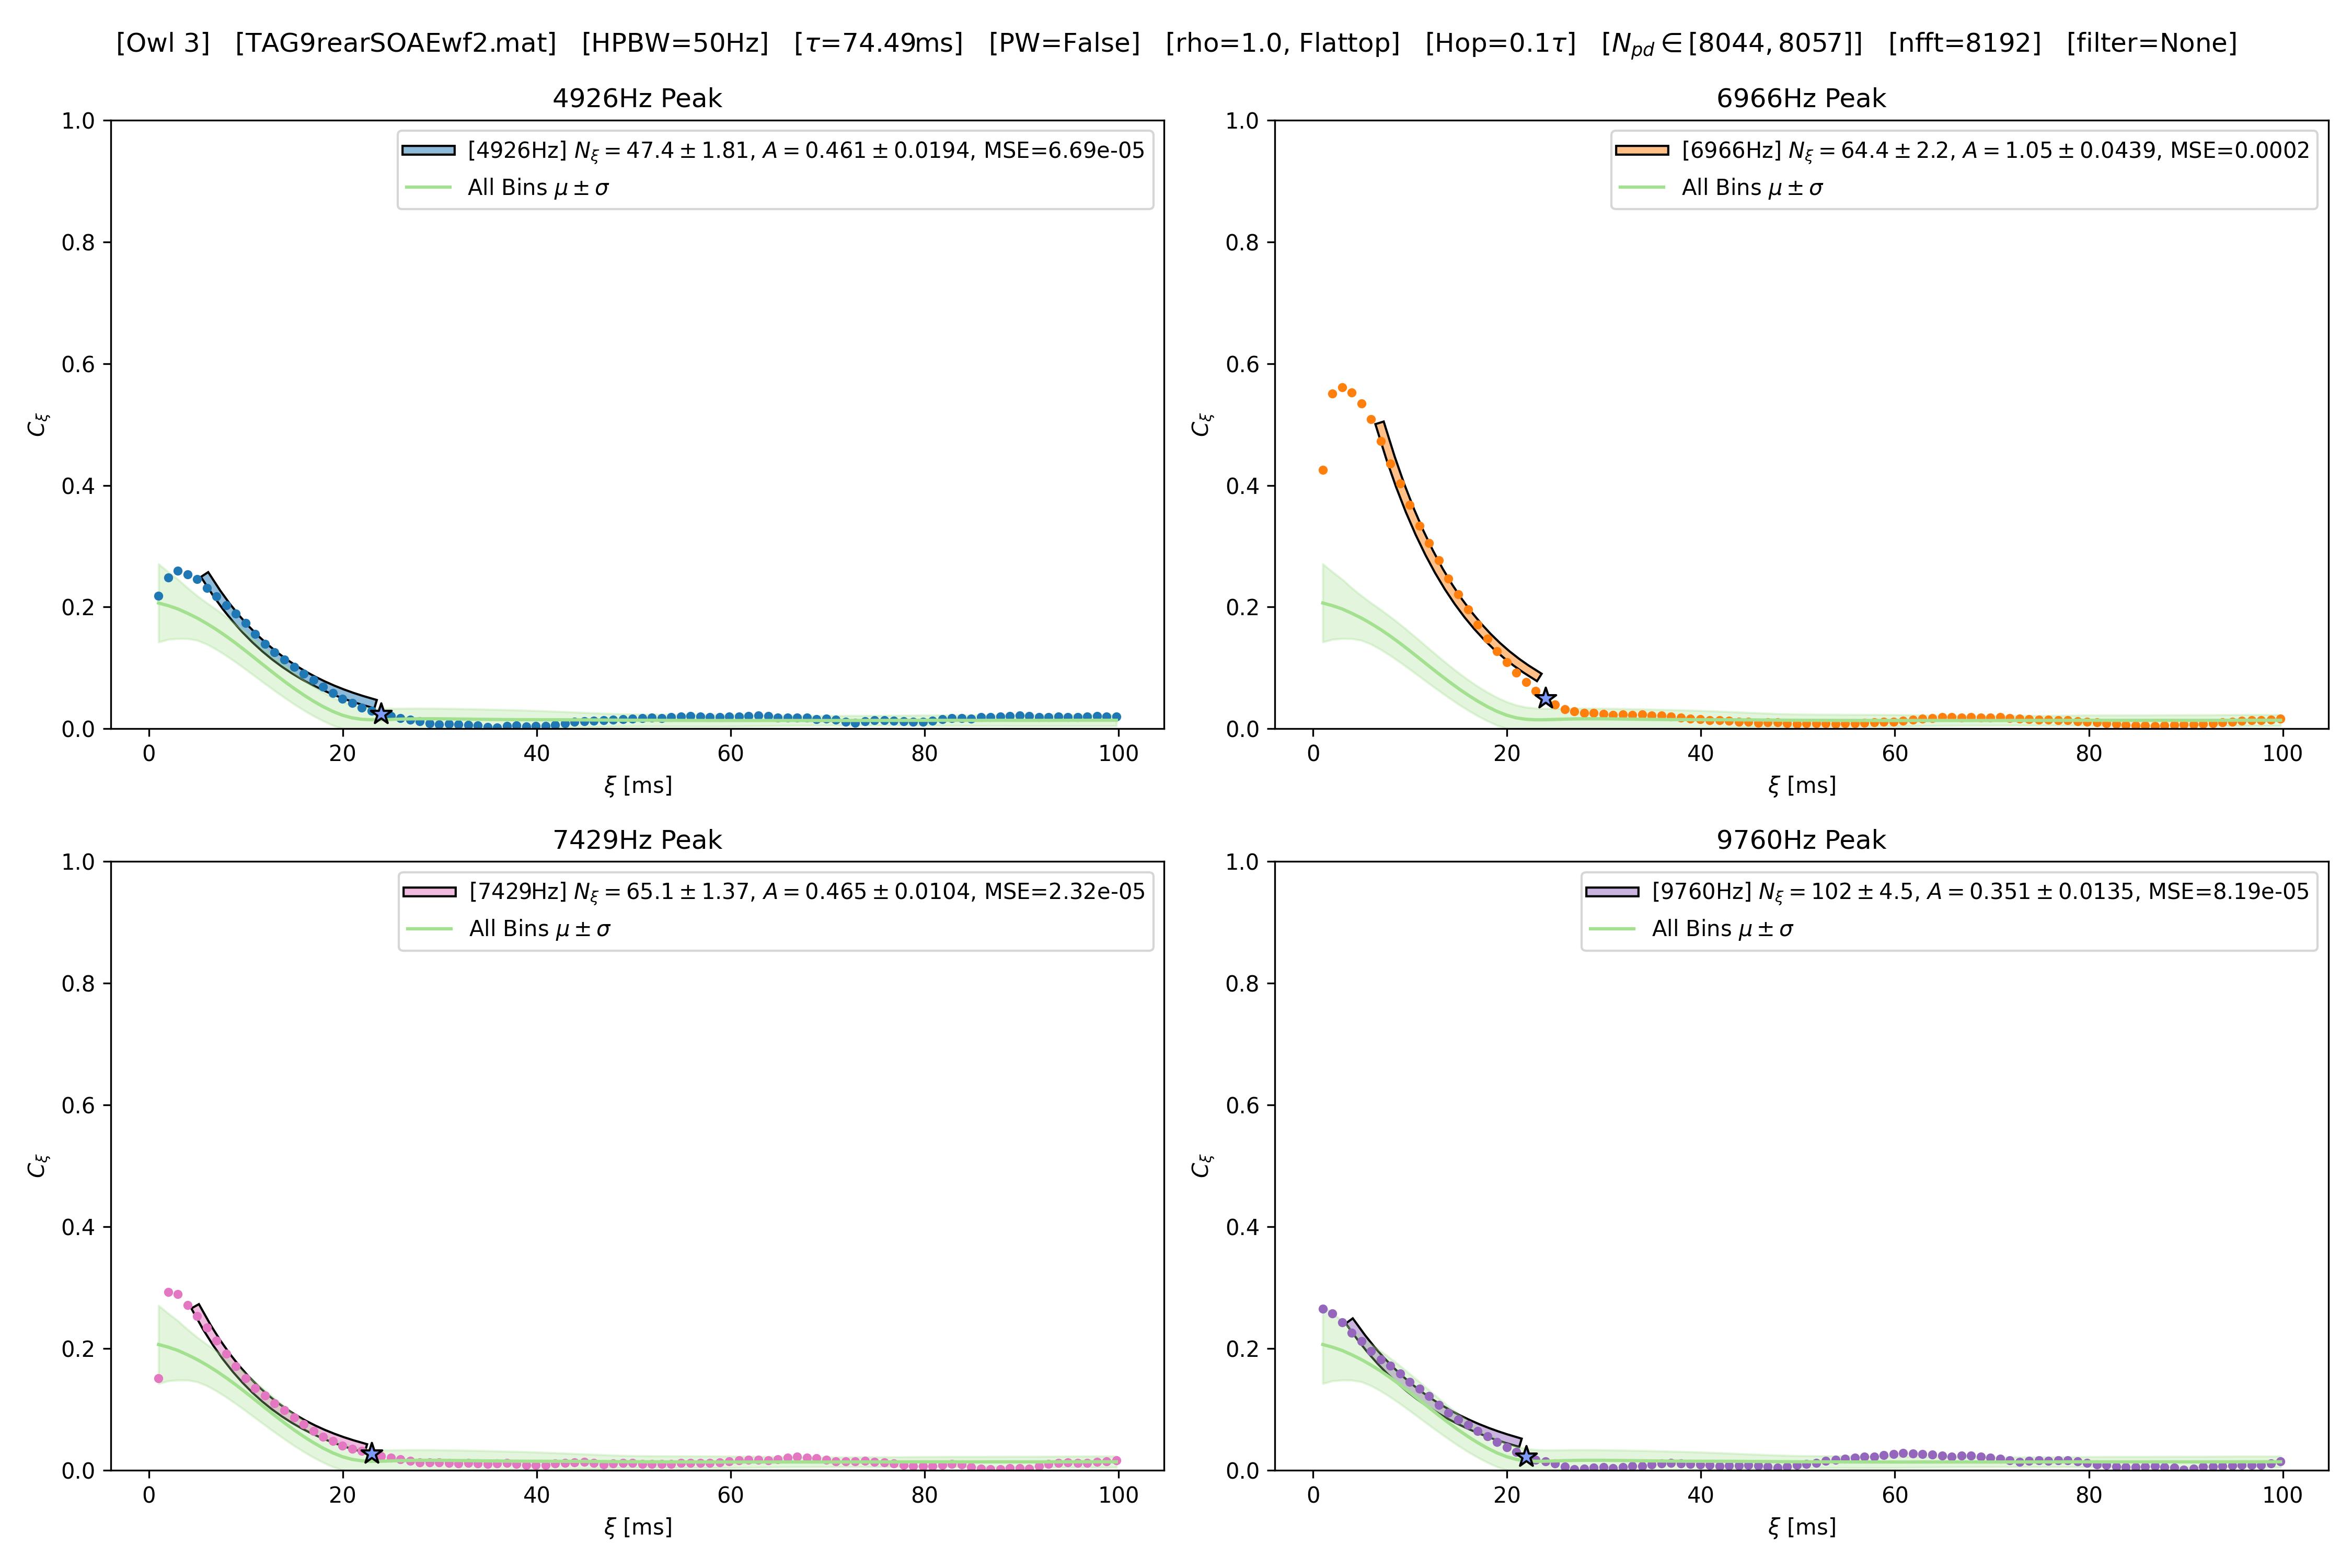 [Owl 3] [TAG9rearSOAEwf2.mat] [HPBW=50Hz] [τ=74.49ms] [PW=False] [rho=1.0, Flattop] [Hop=0.1τ] [N_pd ∈ [8044, 8057]] [nfft=8192] [filter=None]
4926Hz Peak
1.0
0.8
0.6
0.4
0.2
0.0
C_ξ
[4926Hz] N_ξ = 47.4 ± 1.81, A = 0.461 ± 0.0194, MSE=6.69e-05
All Bins μ ± σ
0 20 40 60 80 100
ξ [ms]
6966Hz Peak
1.0
0.8
0.6
0.4
0.2
0.0
C_ξ
[6966Hz] N_ξ = 64.4 ± 2.2, A = 1.05 ± 0.0439, MSE=0.0002
All Bins μ ± σ
0 20 40 60 80 100
ξ [ms]
7429Hz Peak
1.0
0.8
0.6
0.4
0.2
0.0
C_ξ
[7429Hz] N_ξ = 65.1 ± 1.37, A = 0.465 ± 0.0104, MSE=2.32e-05
All Bins μ ± σ
0 20 40 60 80 100
ξ [ms]
9760Hz Peak
1.0
0.8
0.6
0.4
0.2
0.0
C_ξ
[9760Hz] N_ξ = 102 ± 4.5, A = 0.351 ± 0.0135, MSE=8.19e-05
All Bins μ ± σ
0 20 40 60 80 100
ξ [ms]